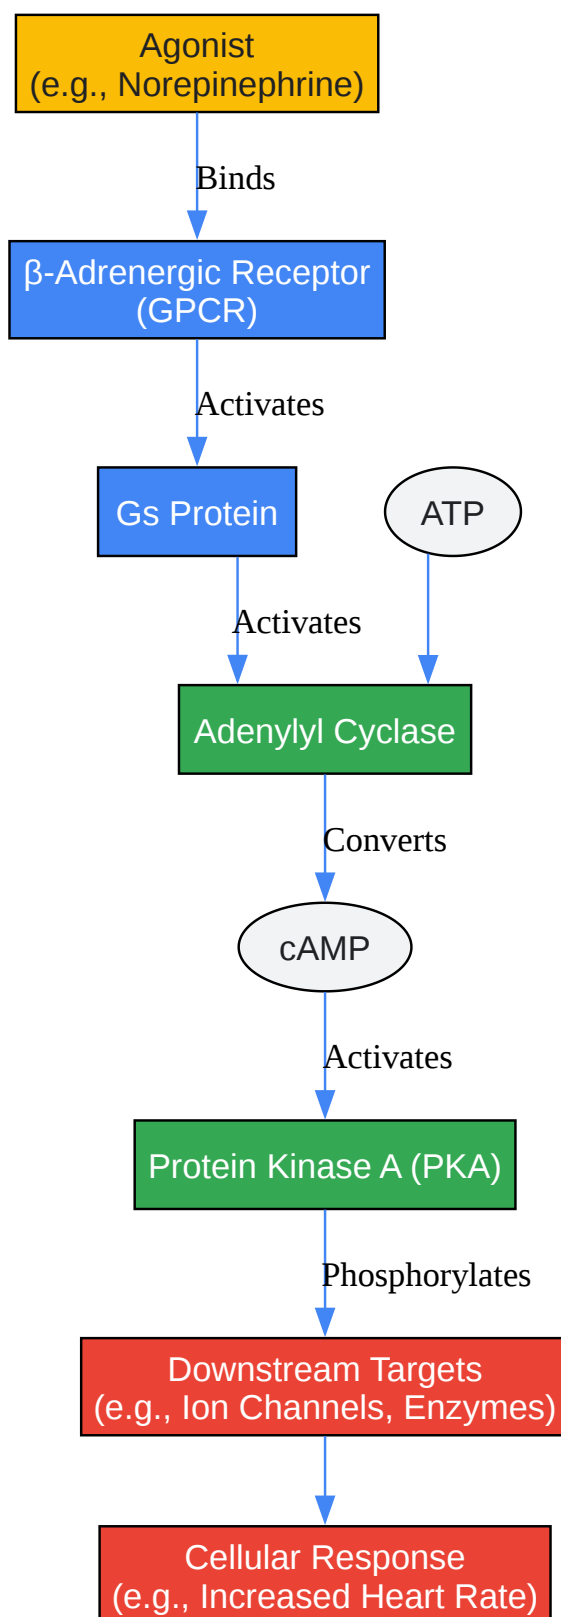 Agonist
(e.g., Norepinephrine)
Binds
β-Adrenergic Receptor
(GPCR)
Activates
Gs Protein
ATP
Activates
Adenylyl Cyclase
Converts
cAMP
Activates
Protein Kinase A (PKA)
Phosphorylates
Downstream Targets
(e.g., Ion Channels, Enzymes)
Cellular Response
(e.g., Increased Heart Rate)